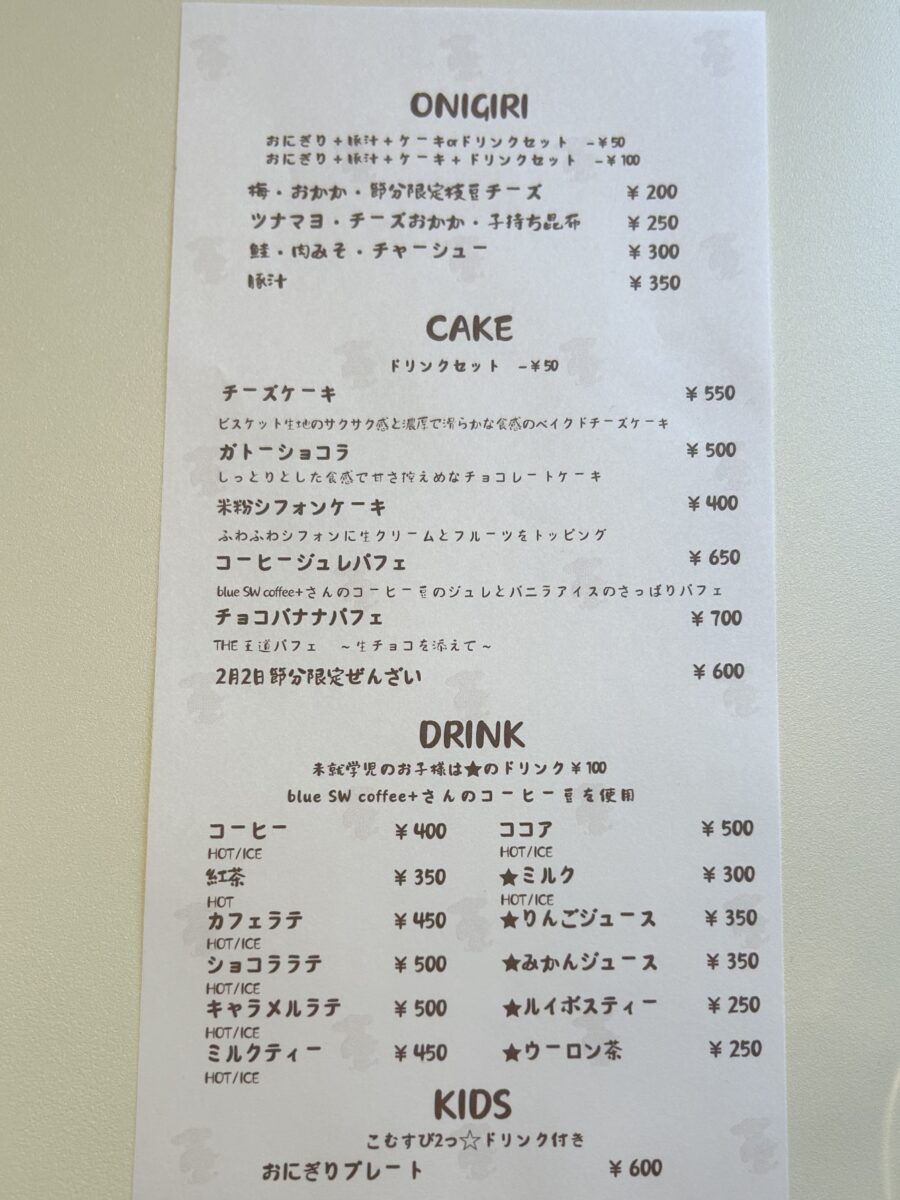 ONIGIRI
おにぎり+豚汁+ケーキorドリンクセット -¥50
おにぎり+豚汁+ケーキ+ドリンクセット -¥100
梅・おかか・節分限定枝豆チーズ ¥200
ツナマヨ・チーズおかか・子持ち昆布 ¥250
鮭・肉みそ・チャーシュー ¥300
豚汁 ¥350
CAKE
ドリンクセット -¥50
チーズケーキ ¥550
ビスケット生地のサクサク感と濃厚で滑らかな食感のベイクドチーズケーキ
ガトーショコラ ¥500
しっとりとした食感で甘さ控えめなチョコレートケーキ
米粉シフォンケーキ ¥400
ふわふわシフォンに生クリームとフルーツをトッピング
コーヒージュレパフェ ¥650
blue SW coffee+さんのコーヒー豆のジュレとバニラアイスのさっぱりパフェ
チョコバナナパフェ ¥700
THE王道パフェ ～生チョコを添えて～
2月2日節分限定ぜんざい ¥600
DRINK
未就学児のお子様は★のドリンク¥100
blue SW coffee+さんのコーヒー豆を使用
コーヒー ¥400 ココア ¥500
HOT/ICE HOT/ICE
紅茶 ¥350 ★ミルク ¥300
HOT HOT/ICE
カフェラテ ¥450 ★りんごジュース ¥350
HOT/ICE
ショコララテ ¥500 ★みかんジュース ¥350
HOT/ICE
キャラメルラテ ¥500 ★ルイボスティー ¥250
HOT/ICE
ミルクティー ¥450 ★ウーロン茶 ¥250
HOT/ICE
KIDS
こむすび2つ☆ドリンク付き
おにぎりプレート ¥600